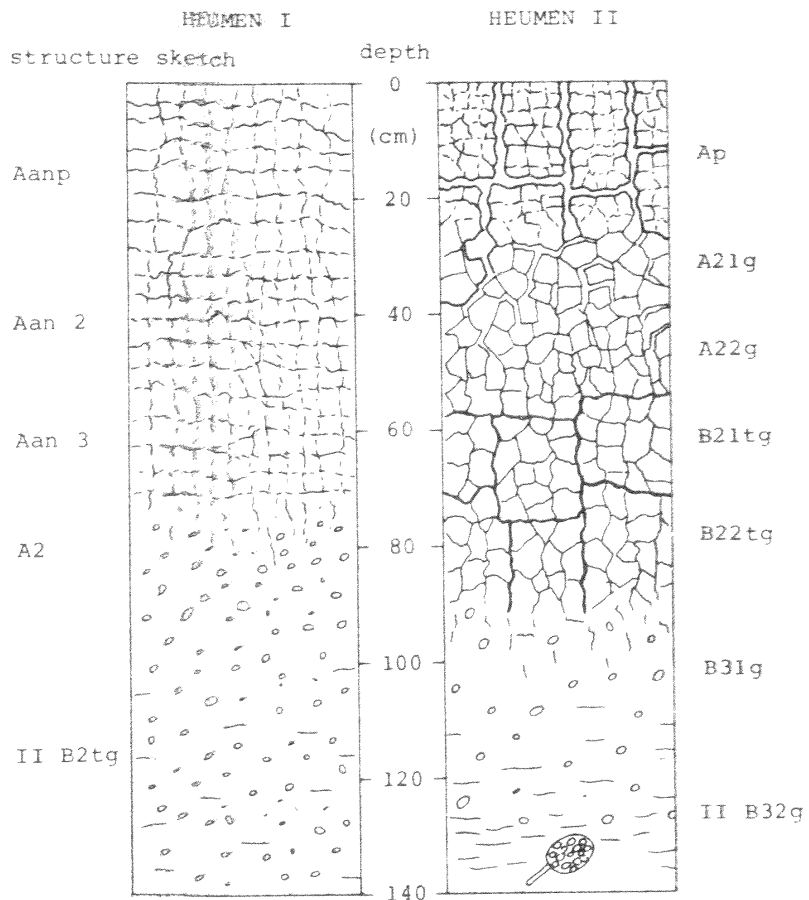 HEUMEN I HEUMEN II
structure sketch depth
0
(cm)
Aanp Ap
20
A21g
Aan 2 40
A22g
Aan 3 60 B21tg
A2 80 B22tg
100 B31g
II B2tg 120
II B32g
140